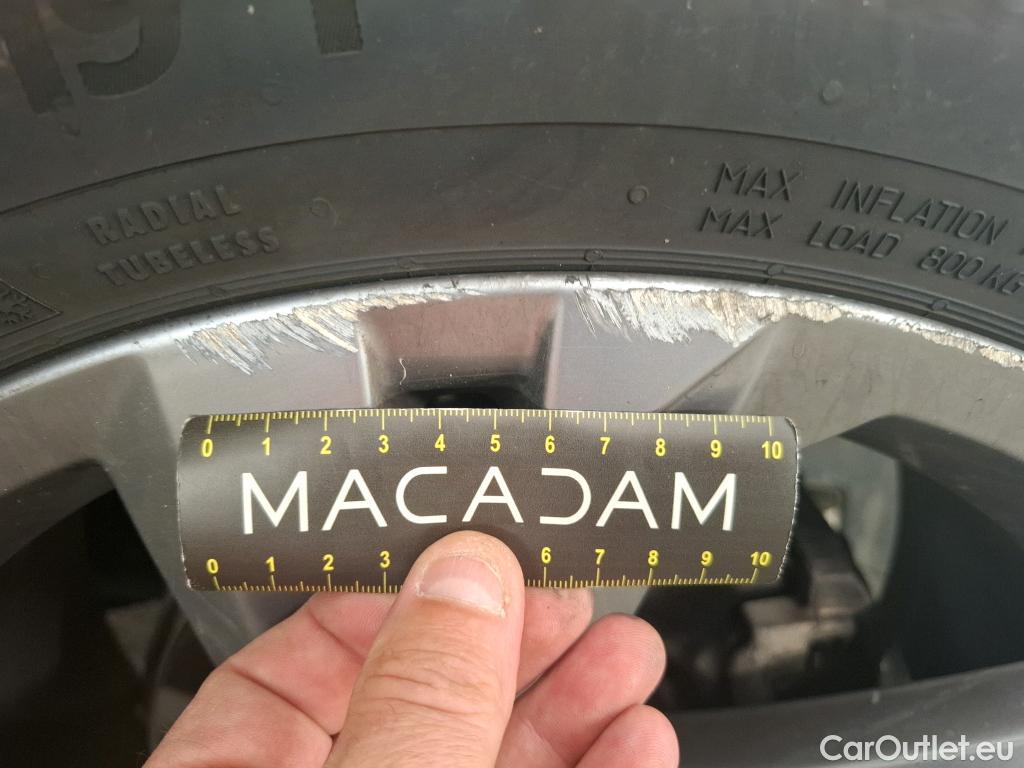 RADIAL
TUBELESS
MAX INFLATION
MAX LOAD 800 KG
0 1 2 3 4 5 6 7 8 9 10
MACADAM
0 1 2 3 6 7 8 9 10
CarOutlet.eu